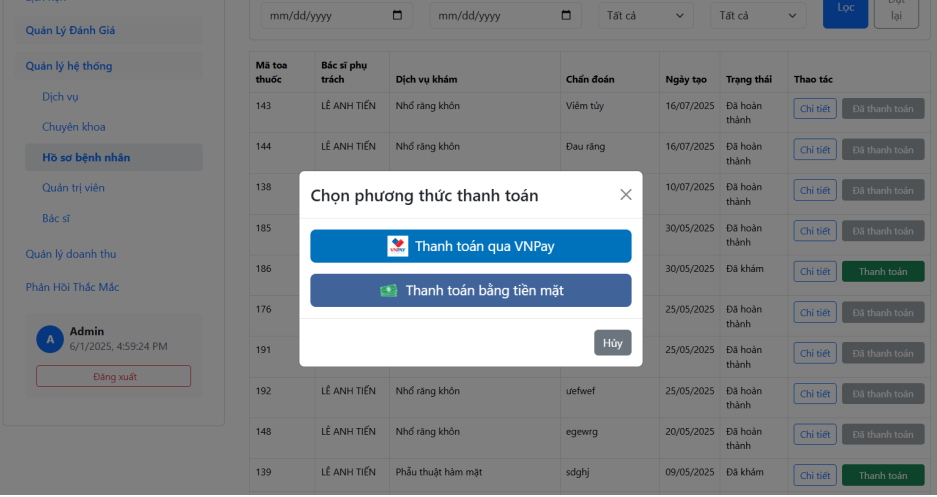 Quản Lý Đánh Giá
Quản lý hệ thống
Dịch vụ
Chuyên khoa
Hồ sơ bệnh nhân
Quản trị viên
Bác sĩ
Quản lý doanh thu
Phản Hồi Thắc Mắc
A
Admin
6/1/2025, 4:59:24 PM
Đăng xuất
mm/dd/yyyy mm/dd/yyyy Tất cả Tất cả Lọc Đặt lại
Mã toa thuốc Bác sĩ phụ trách Dịch vụ khám Chẩn đoán Ngày tạo Trạng thái Thao tác
143 LÊ ANH TIẾN Nhổ răng khôn Viêm tủy 16/07/2025 Đã hoàn thành Chi tiết Đã thanh toán
144 LÊ ANH TIẾN Nhổ răng khôn Đau răng 16/07/2025 Đã hoàn thành Chi tiết Đã thanh toán
138 10/07/2025 Đã hoàn thành Chi tiết Đã thanh toán
185 30/05/2025 Đã hoàn thành Chi tiết Đã thanh toán
186 30/05/2025 Đã khám Chi tiết Thanh toán
176 25/05/2025 Đã hoàn thành Chi tiết Đã thanh toán
191 25/05/2025 Đã hoàn thành Chi tiết Đã thanh toán
192 LÊ ANH TIẾN Nhổ răng khôn ưefwef 25/05/2025 Đã hoàn thành Chi tiết Đã thanh toán
148 LÊ ANH TIẾN Nhổ răng khôn egewrg 20/05/2025 Đã hoàn thành Chi tiết Đã thanh toán
139 LÊ ANH TIẾN Phẫu thuật hàm mặt sdghj 09/05/2025 Đã khám Chi tiết Thanh toán
Chọn phương thức thanh toán
VNPAY Thanh toán qua VNPay
Thanh toán bằng tiền mặt
Hủy